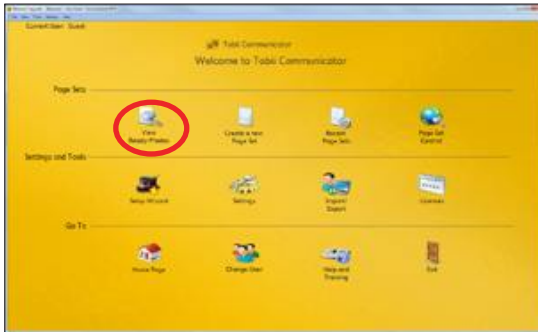 Current User: Guest
Tobii Communicator
Welcome to Tobii Communicator
Page Sets
View
Ready-Mades
Create a new
Page Set
Recent
Page Sets
Page Set
Control
Settings and Tools
Setup Wizard
Settings
Import/
Export
Licenses
Go To
Home Page
Change User
Help and
Training
Exit